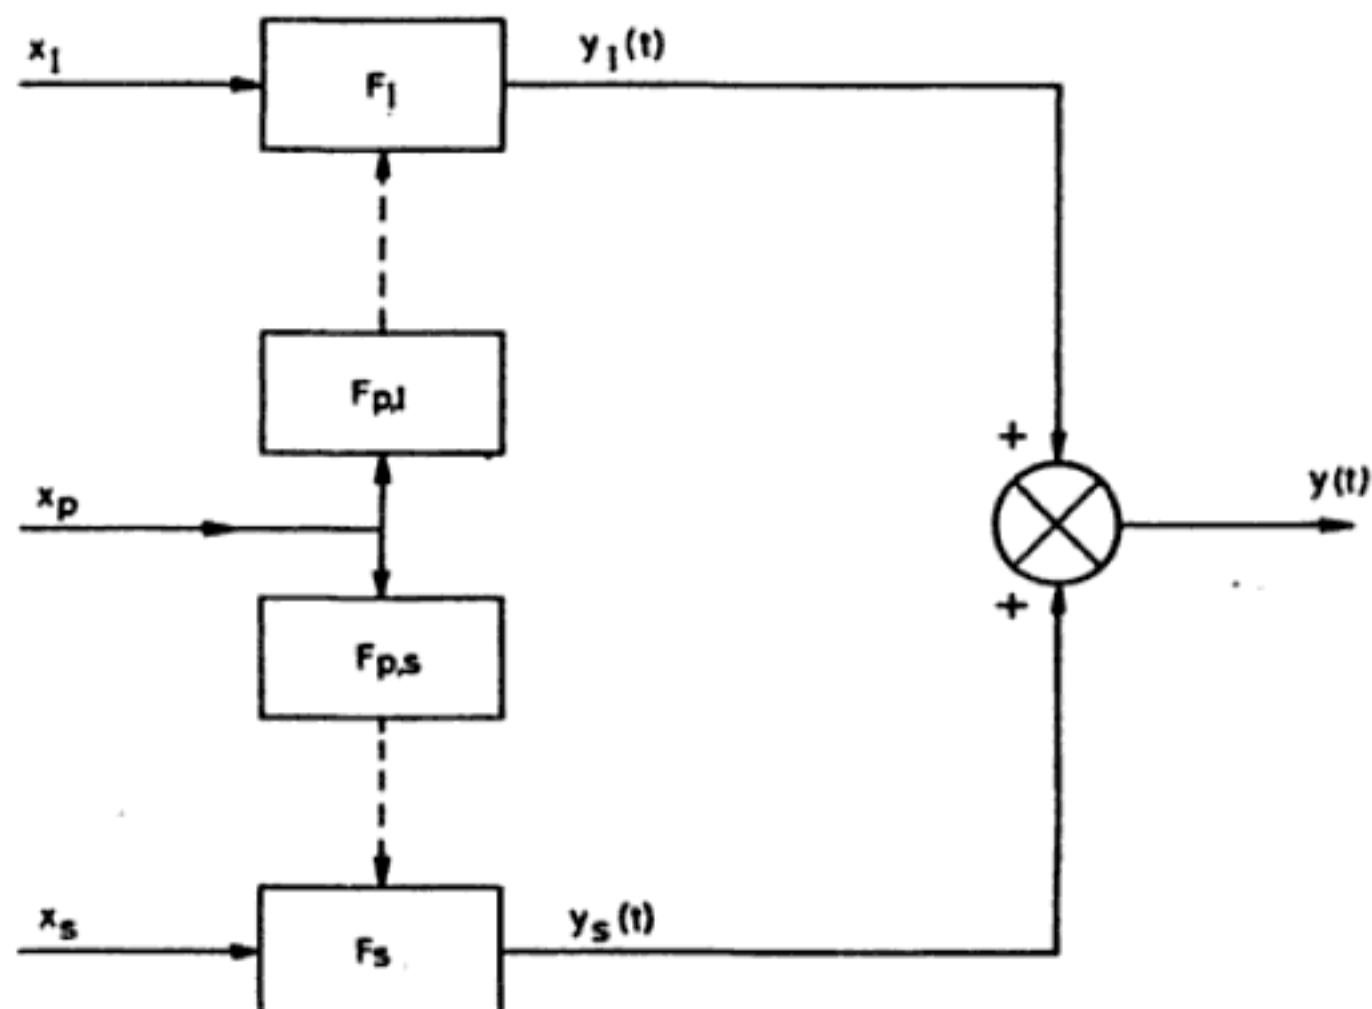 x₁
F₁
y₁(t)
Fp,1
xp
+
y(t)
+
Fp,s
xs
Fs
ys(t)